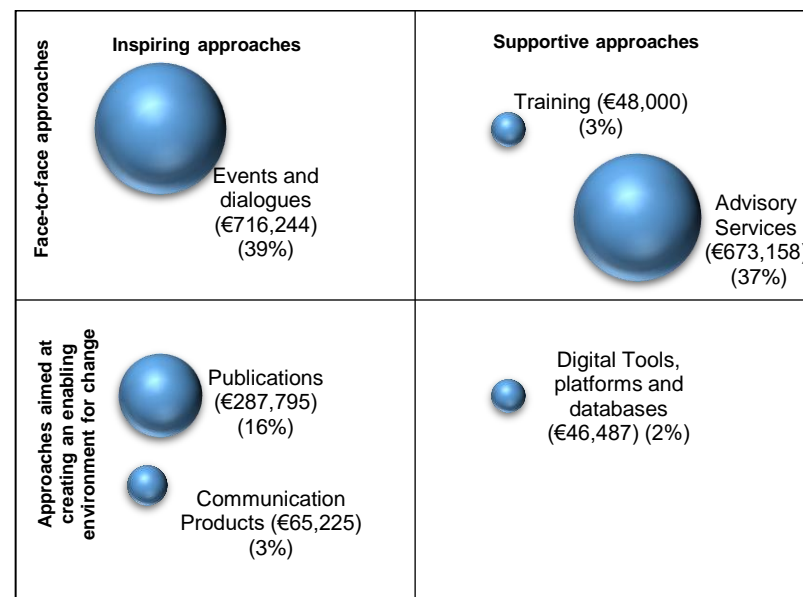 Inspiring approaches
Supportive approaches
Face-to-face approaches
Events and
dialogues
(€716,244)
(39%)
Training (€48,000)
(3%)
Advisory
Services
(€673,158)
(37%)
Approaches aimed at
creating an enabling
environment for change
Publications
(€287,795)
(16%)
Communication
Products (€65,225)
(3%)
Digital Tools,
platforms and
databases
(€46,487) (2%)